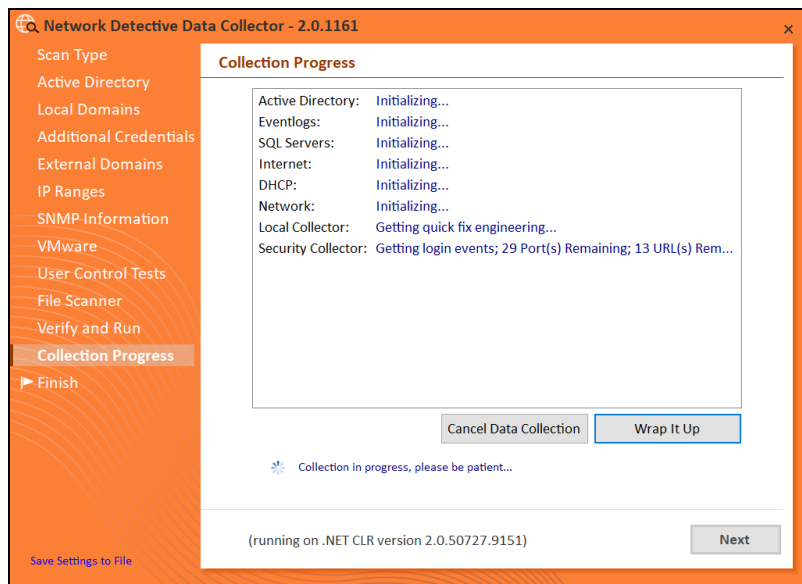 Network Detective Data Collector - 2.0.1161
×
Scan Type
Active Directory
Local Domains
Additional Credentials
External Domains
IP Ranges
SNMP Information
VMware
User Control Tests
File Scanner
Verify and Run
Collection Progress
Finish
Save Settings to File
Collection Progress
Active Directory: Initializing...
Eventlogs: Initializing...
SQL Servers: Initializing...
Internet: Initializing...
DHCP: Initializing...
Network: Initializing...
Local Collector: Getting quick fix engineering...
Security Collector: Getting login events; 29 Port(s) Remaining; 13 URL(s) Rem...
Cancel Data Collection
Wrap It Up
Collection in progress, please be patient...
(running on .NET CLR version 2.0.50727.9151)
Next